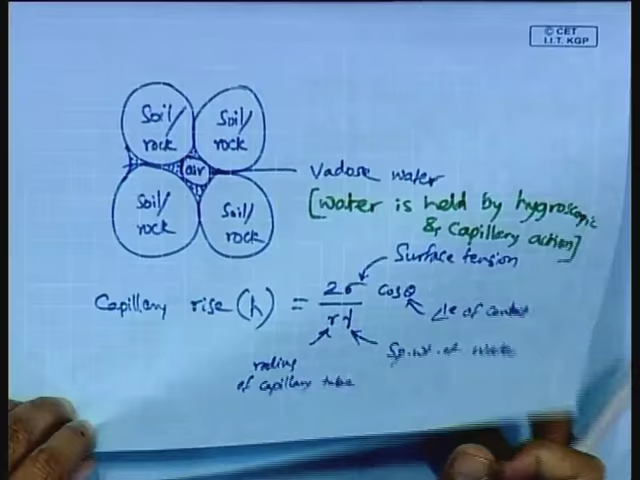 © CET
I.I.T. KGP
Soil/
rock
Soil/
rock
air
Vadose water
[water is held by hygroscopic
& Capillary action]
Soil/
rock
Soil/
rock
Surface tension
Capillary rise (h) = 2σ / rγ cosθ
∠le of contact
radius
of capillary tube
Sp. wt. of water